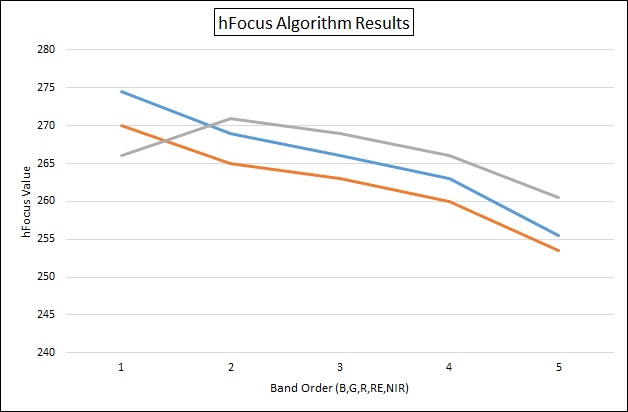 hFocus Algorithm Results
280
275
270
265
260
255
250
245
240
hFocus Value
1 2 3 4 5
Band Order (B,G,R,RE,NIR)